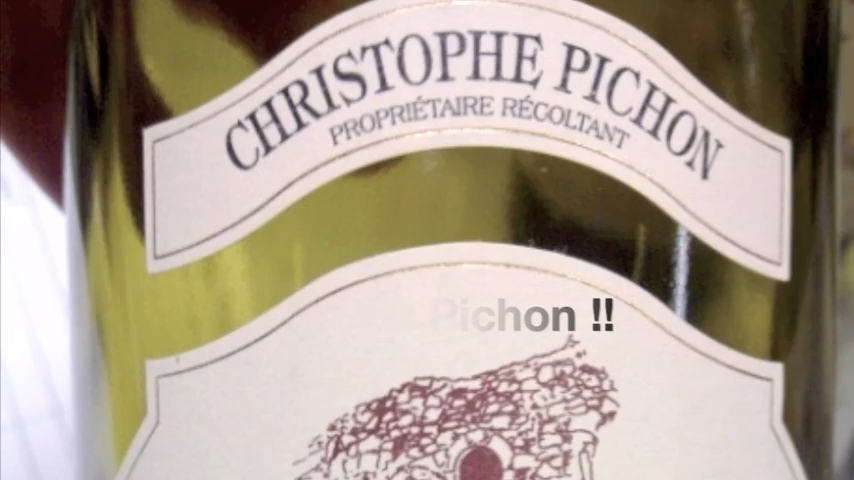 CHRISTOPHE PICHON
PROPRIÉTAIRE RÉCOLTANT
Pichon !!